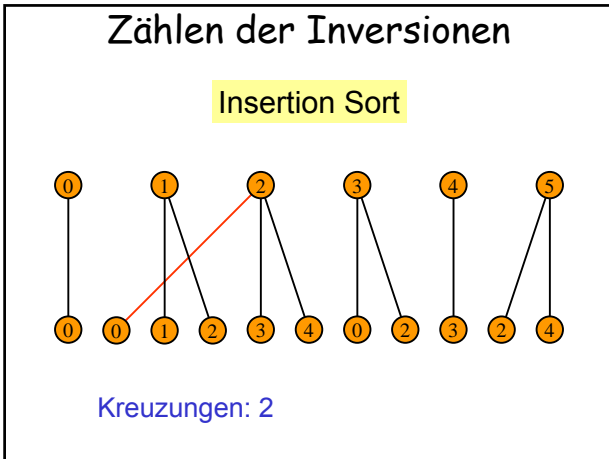 Zählen der Inversionen
Insertion Sort
0 1 2 3 4 5
0 0 1 2 3 4 0 2 3 2 4
Kreuzungen: 2